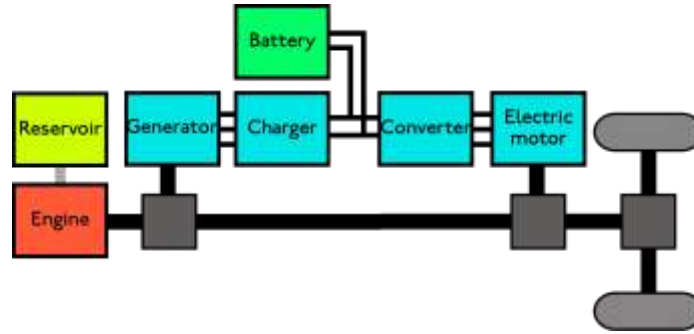 Battery
Reservoir
Generator
Charger
Converter
Electric
motor
Engine